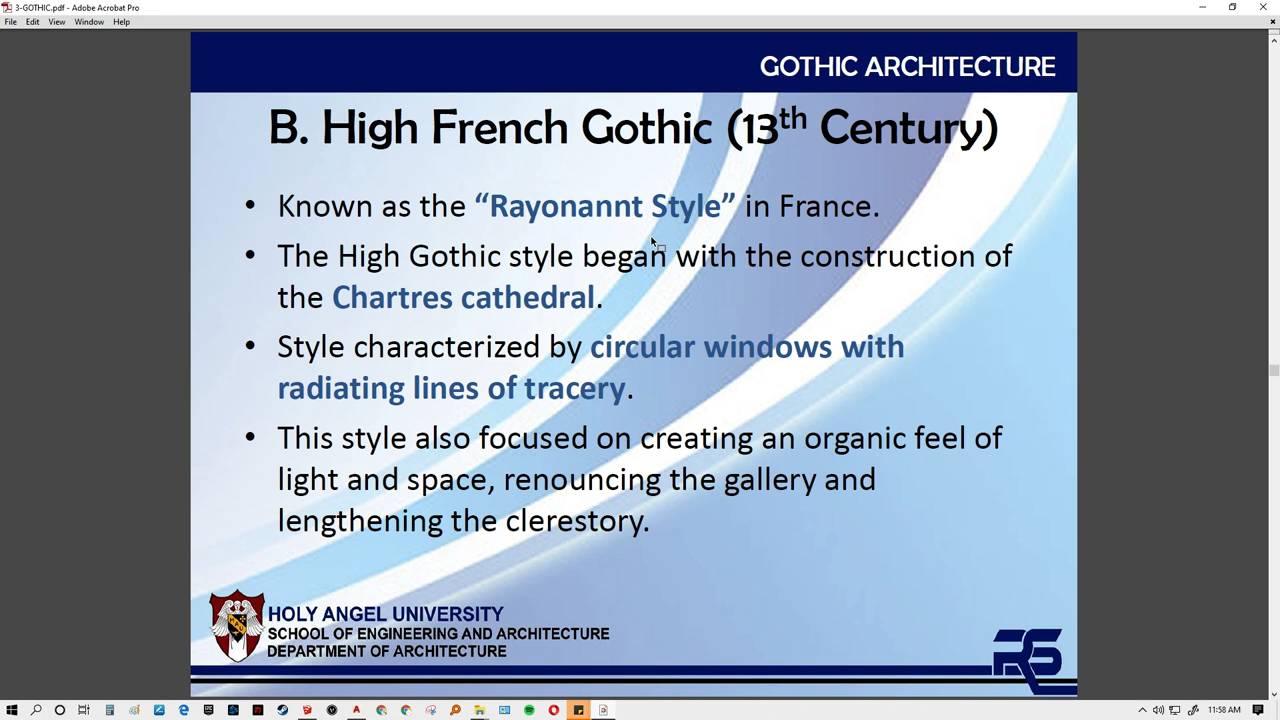 3-GOTHIC.pdf - Adobe Acrobat Pro
File Edit View Window Help
GOTHIC ARCHITECTURE
B. High French Gothic (13th Century)
• Known as the “Rayonannt Style” in France.
• The High Gothic style began with the construction of
the Chartres cathedral.
• Style characterized by circular windows with
radiating lines of tracery.
• This style also focused on creating an organic feel of
light and space, renouncing the gallery and
lengthening the clerestory.
HOLY ANGEL UNIVERSITY
SCHOOL OF ENGINEERING AND ARCHITECTURE
DEPARTMENT OF ARCHITECTURE
RS
11:58 AM